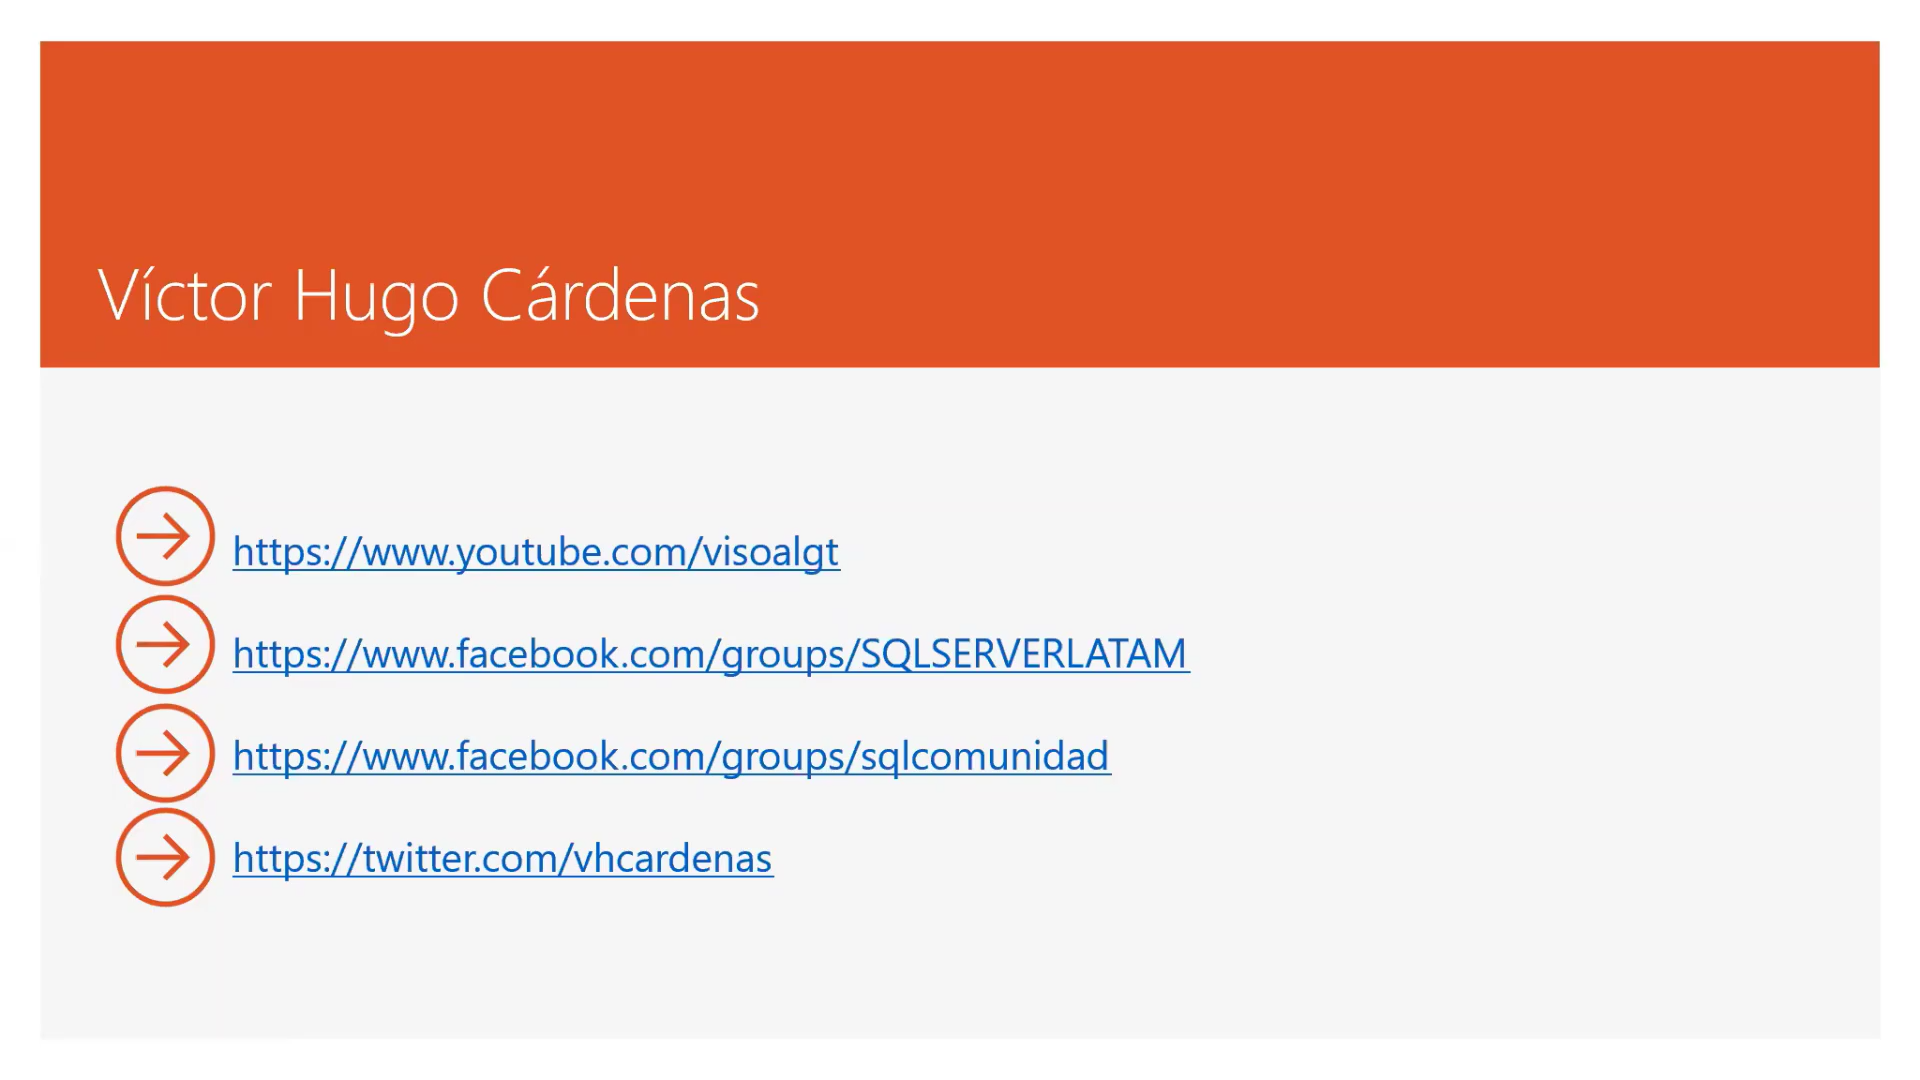 Víctor Hugo Cárdenas
https://www.youtube.com/visoalgt
https://www.facebook.com/groups/SQLSERVERLATAM
https://www.facebook.com/groups/sqlcomunidad
https://twitter.com/vhcardenas